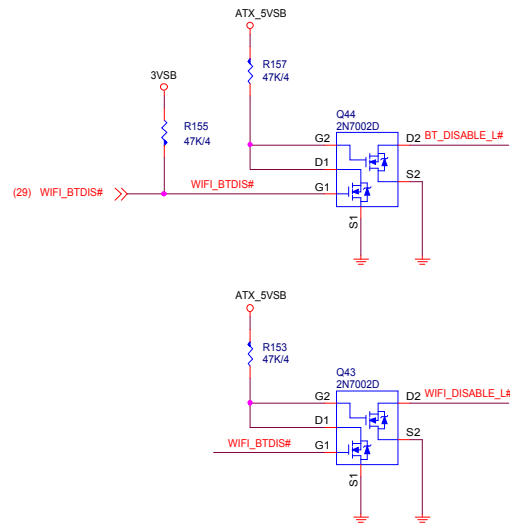 ATX_5VSB
R157
47K/4
3VSB
R155
47K/4
Q44
2N7002D
G2
D2
BT_DISABLE_L#
D1
S2
(29) WIFI_BTDIS#
WIFI_BTDIS#
G1
S1
ATX_5VSB
R153
47K/4
Q43
2N7002D
G2
D2
WIFI_DISABLE_L#
D1
S2
WIFI_BTDIS#
G1
S1